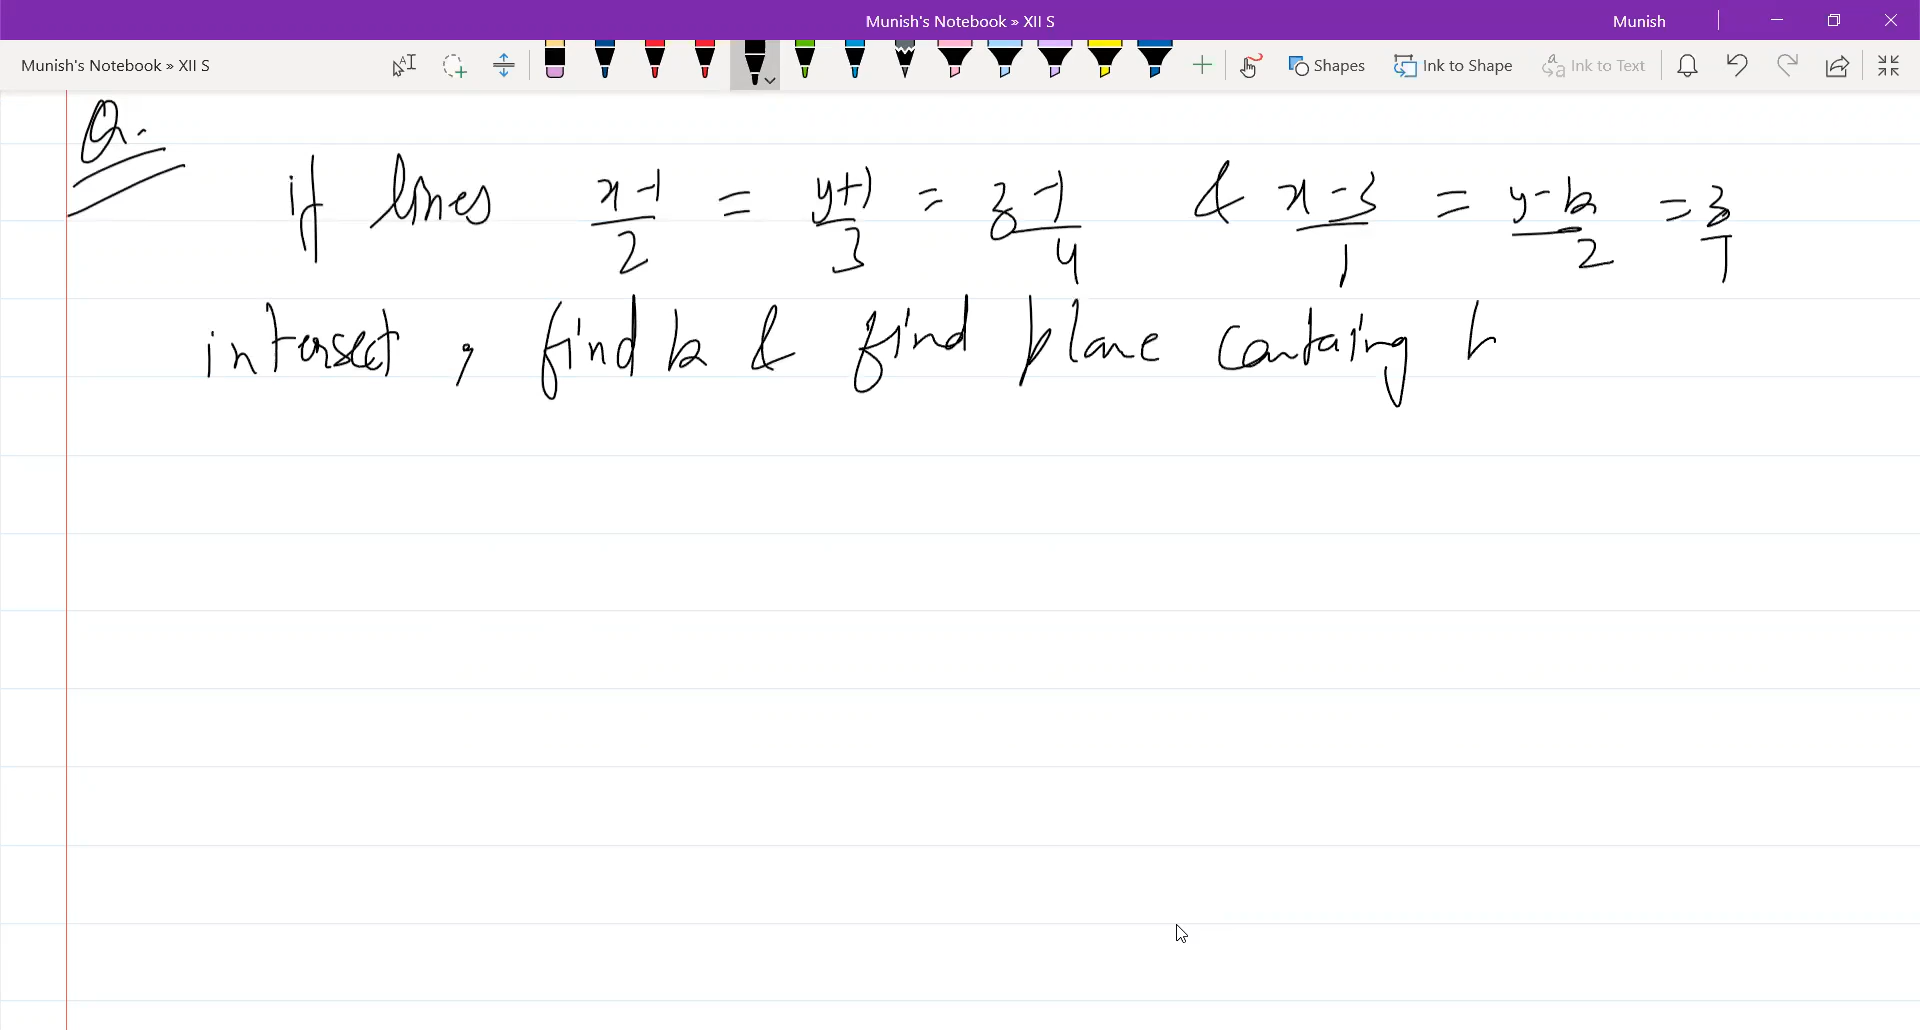 Munish's Notebook » XII S
Munish
Munish's Notebook » XII S
Shapes
Ink to Shape
Ink to Text
Q.
if lines (x-1)/2 = (y+1)/3 = (z-1)/4 & (x-3)/1 = (y-k)/2 = z/1
intersect, find k & find plane containing